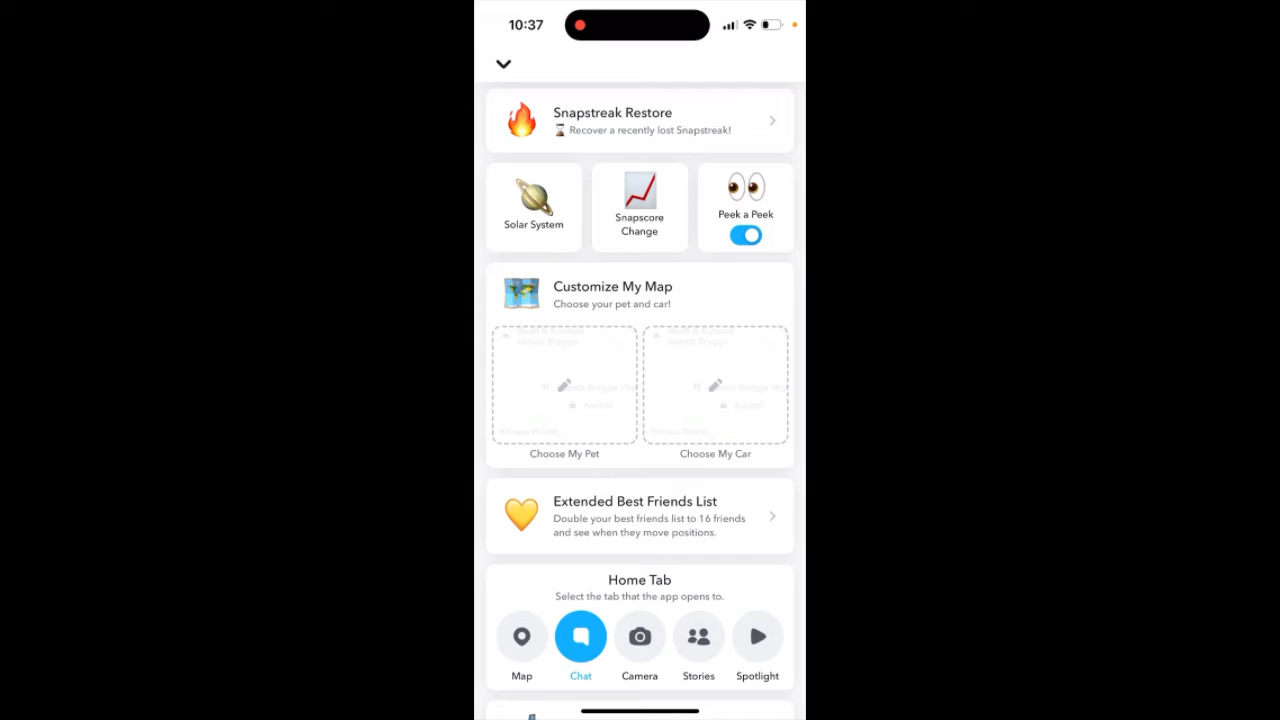 10:37
Snapstreak Restore
⌛ Recover a recently lost Snapstreak!
Solar System
Snapscore
Change
Peek a Peek
Customize My Map
Choose your pet and car!
Choose My Pet
Choose My Car
Extended Best Friends List
Double your best friends list to 16 friends
and see when they move positions.
Home Tab
Select the tab that the app opens to.
Map
Chat
Camera
Stories
Spotlight